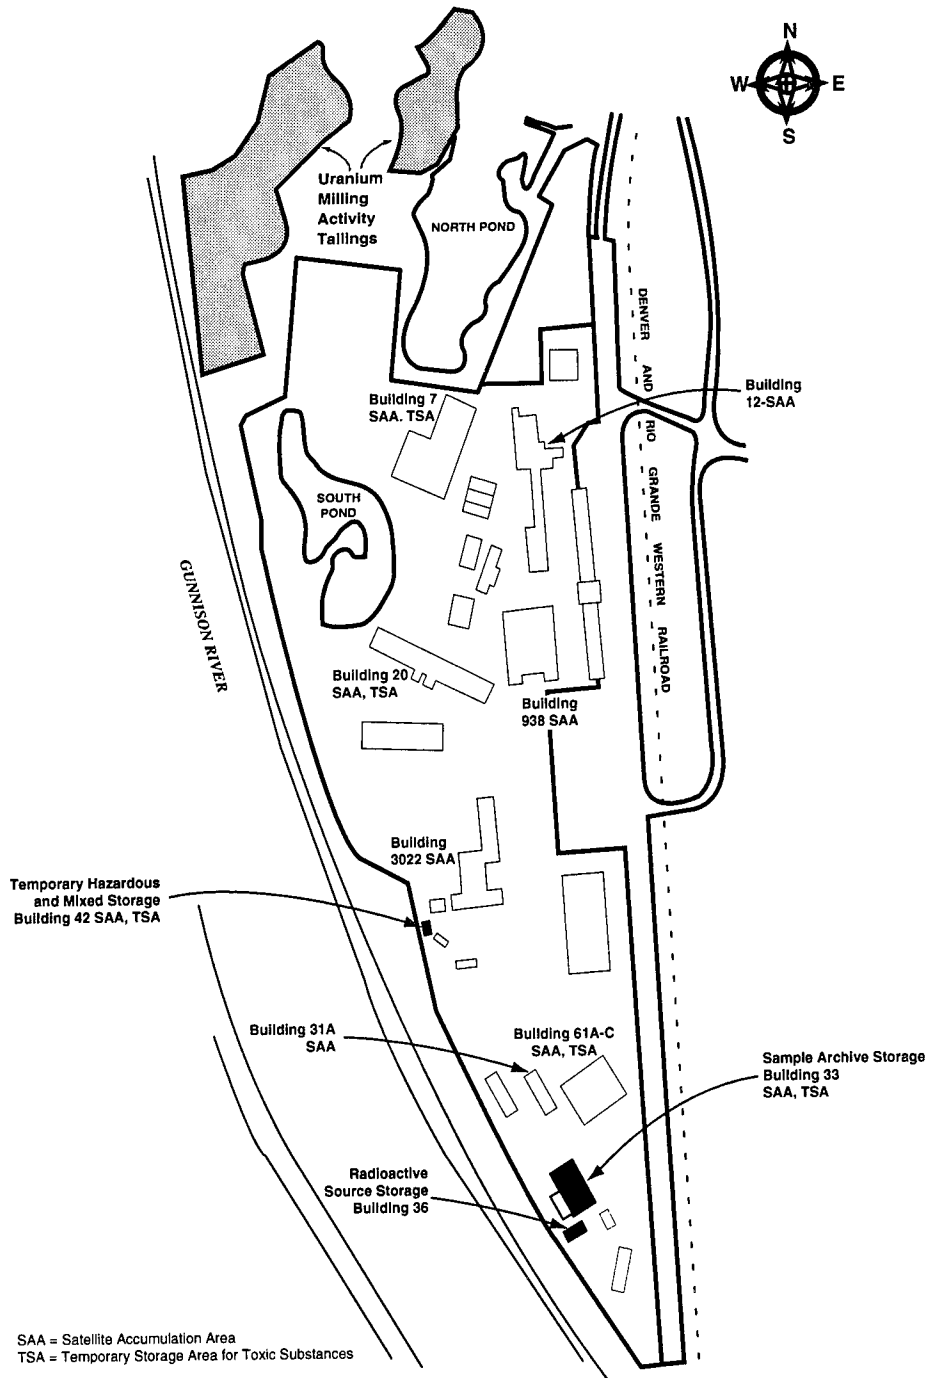 N
W E
S
Uranium
Milling
Activity
Tailings
NORTH POND
DENVER AND RIO GRANDE WESTERN RAILROAD
Building
12-SAA
Building 7
SAA. TSA
SOUTH
POND
GUNNISON RIVER
Building 20
SAA, TSA
Building
938 SAA
Building
3022 SAA
Temporary Hazardous
and Mixed Storage
Building 42 SAA, TSA
Building 31A
SAA
Building 61A-C
SAA, TSA
Sample Archive Storage
Building 33
SAA, TSA
Radioactive
Source Storage
Building 36
SAA = Satellite Accumulation Area
TSA = Temporary Storage Area for Toxic Substances